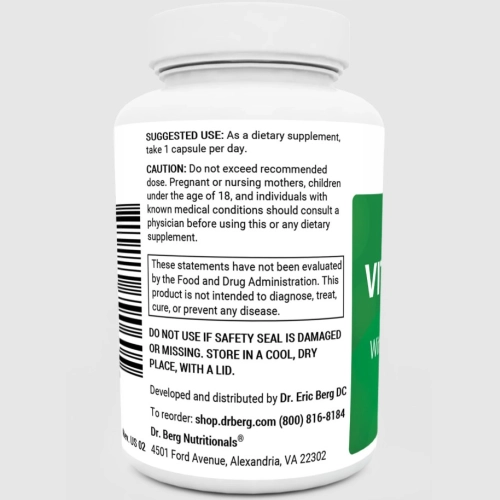 SUGGESTED USE: As a dietary supplement,
take 1 capsule per day.
CAUTION: Do not exceed recommended
dose. Pregnant or nursing mothers, children
under the age of 18, and individuals with
known medical conditions should consult a
physician before using this or any dietary
supplement.
These statements have not been evaluated
by the Food and Drug Administration. This
product is not intended to diagnose, treat,
cure, or prevent any disease.
DO NOT USE IF SAFETY SEAL IS DAMAGED
OR MISSING. STORE IN A COOL, DRY
PLACE, WITH A LID.
Developed and distributed by Dr. Eric Berg DC
To reorder: shop.drberg.com (800) 816-8184
Dr. Berg Nutritionals®
4501 Ford Avenue, Alexandria, VA 22302
US 02